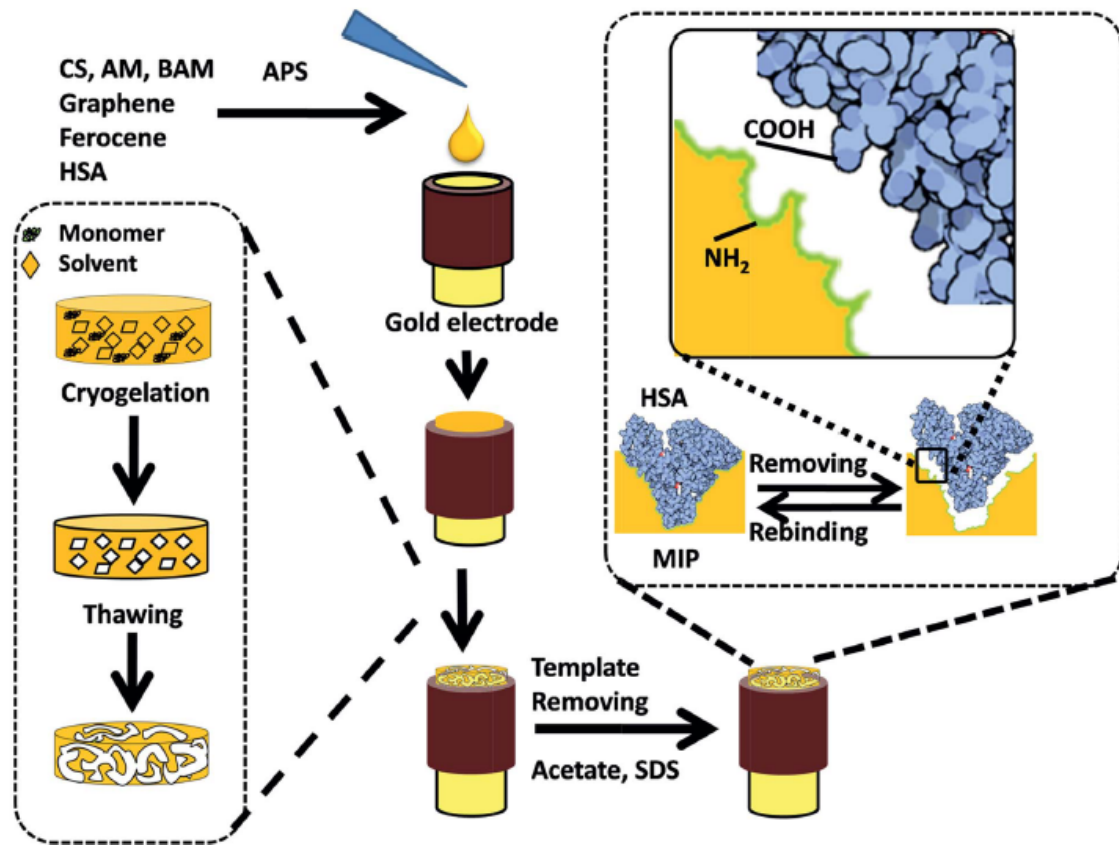 CS, AM, BAM
Graphene
Ferocene
HSA
APS
Gold electrode
Monomer
Solvent
Cryogelation
Thawing
Template
Removing
Acetate, SDS
COOH
NH₂
HSA
Removing
Rebinding
MIP